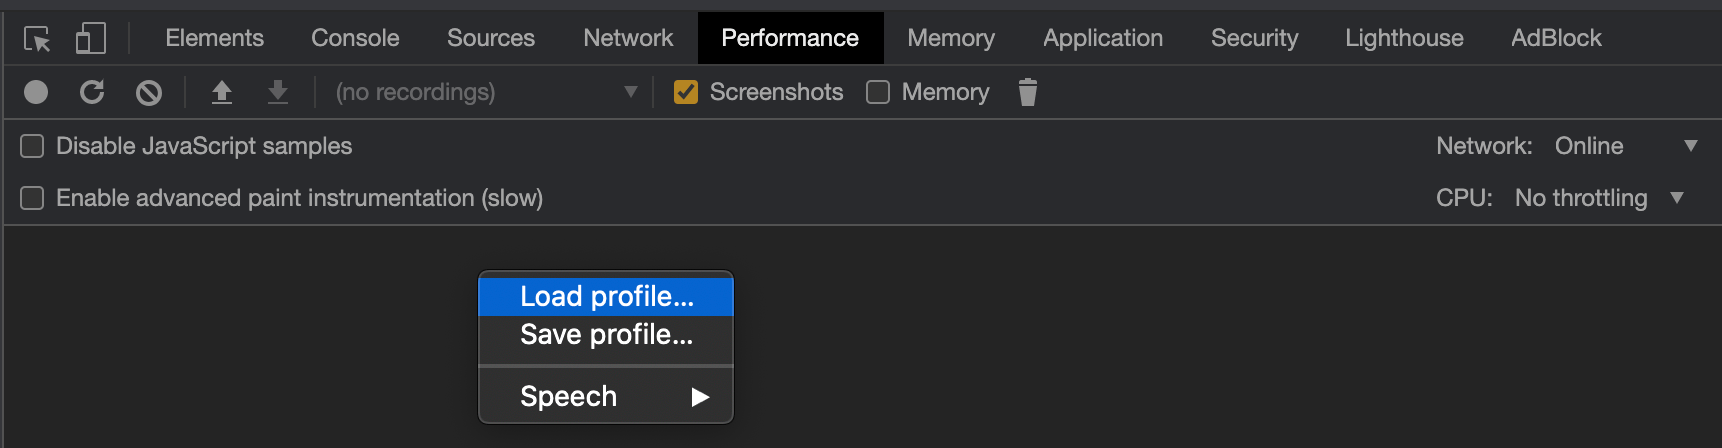 Elements Console Sources Network Performance Memory Application Security Lighthouse AdBlock
(no recordings) Screenshots Memory
Disable JavaScript samples Network: Online
Enable advanced paint instrumentation (slow) CPU: No throttling
Load profile...
Save profile...
Speech